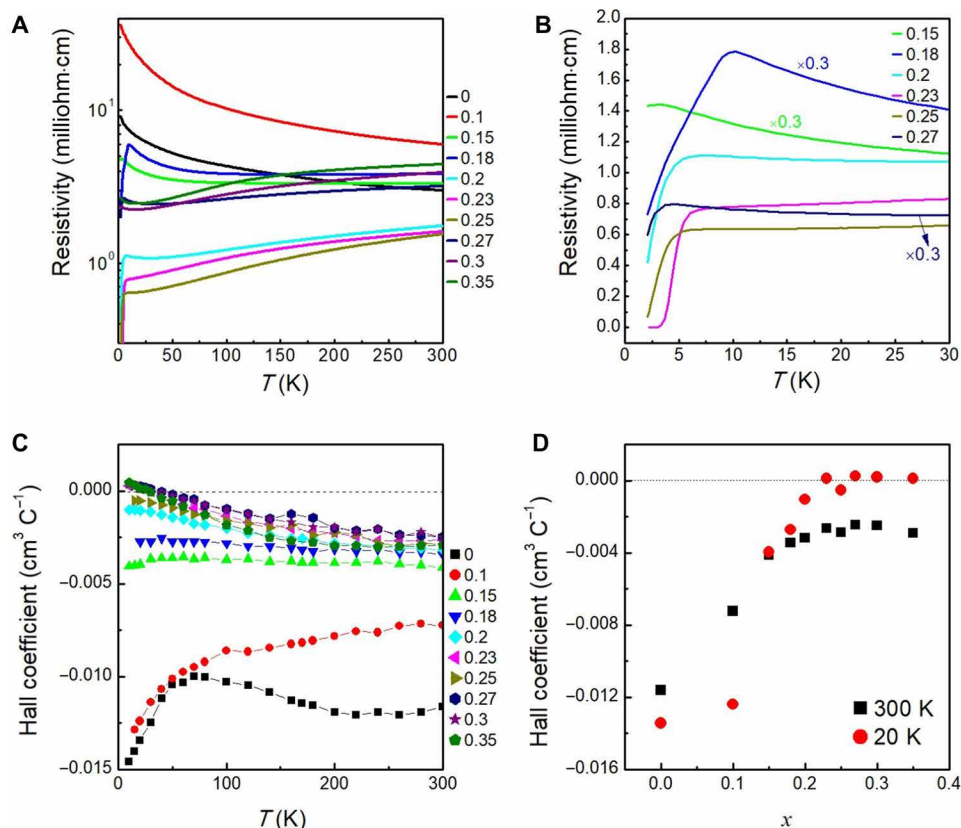 A
Resistivity (milliohm·cm)
10¹
10⁰
0 50 100 150 200 250 300
T (K)
0
0.1
0.15
0.18
0.2
0.23
0.25
0.27
0.3
0.35
B
Resistivity (milliohm·cm)
2.0
1.8
1.6
1.4
1.2
1.0
0.8
0.6
0.4
0.2
0.0
0 5 10 15 20 25 30
T (K)
×0.3
×0.3
×0.3
0.15
0.18
0.2
0.23
0.25
0.27
C
Hall coefficient (cm³ C⁻¹)
0.000
−0.005
−0.010
−0.015
0 100 200 300
T (K)
0
0.1
0.15
0.18
0.2
0.23
0.25
0.27
0.3
0.35
D
Hall coefficient (cm³ C⁻¹)
0.000
−0.004
−0.008
−0.012
−0.016
0.0 0.1 0.2 0.3 0.4
x
300 K
20 K